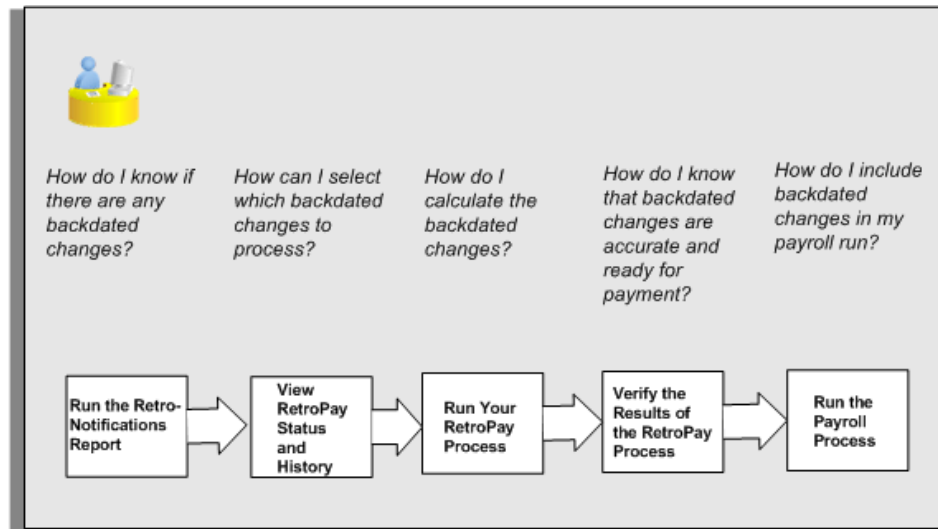 How do I know if
there are any
backdated
changes?
How can I select
which backdated
changes to
process?
How do I
calculate the
backdated
changes?
How do I know
that backdated
changes are
accurate and
ready for
payment?
How do I include
backdated
changes in my
payroll run?
Run the Retro-
Notifications
Report
View
RetroPay
Status
and
History
Run Your
RetroPay
Process
Verify the
Results of
the RetroPay
Process
Run the
Payroll
Process